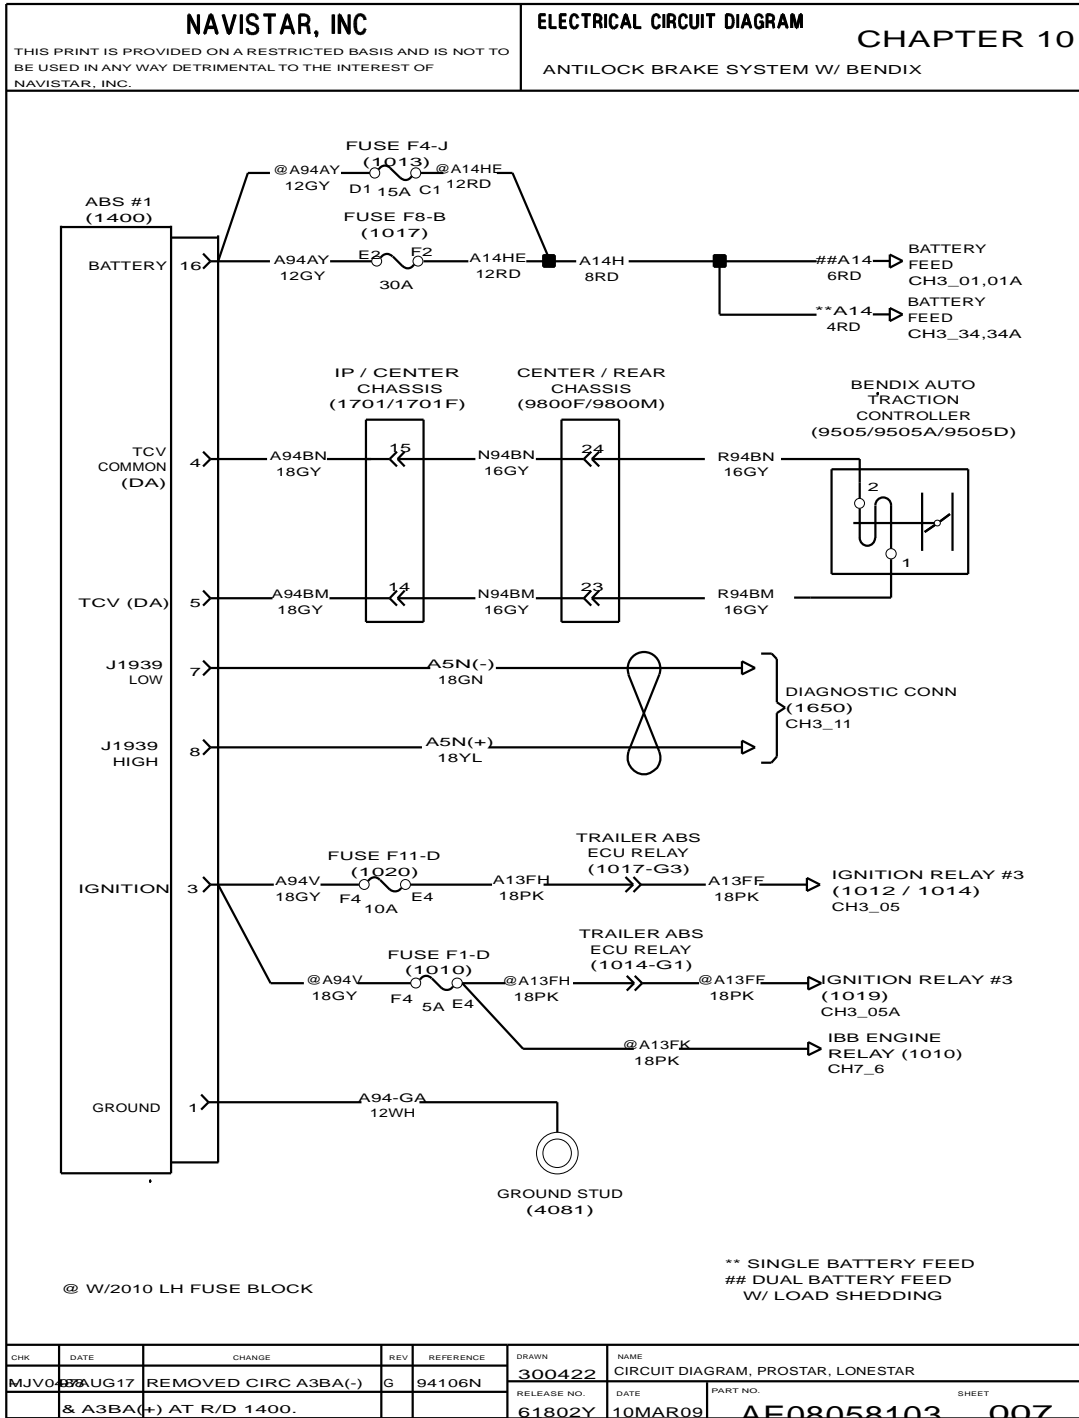 NAVISTAR, INC
THIS PRINT IS PROVIDED ON A RESTRICTED BASIS AND IS NOT TO
BE USED IN ANY WAY DETRIMENTAL TO THE INTEREST OF
NAVISTAR, INC.
ELECTRICAL CIRCUIT DIAGRAM
CHAPTER 10
ANTILOCK BRAKE SYSTEM W/ BENDIX
FUSE F4-J
(1013)
@A94AY
12GY
D1 15A C1
@A14HE
12RD
ABS #1
(1400)
FUSE F8-B
(1017)
BATTERY 16
A94AY
12GY
E2 F2
30A
A14HE
12RD
A14H
8RD
##A14
6RD
BATTERY
FEED
CH3_01,01A
**A14
4RD
BATTERY
FEED
CH3_34,34A
IP / CENTER
CHASSIS
(1701/1701F)
CENTER / REAR
CHASSIS
(9800F/9800M)
BENDIX AUTO
TRACTION
CONTROLLER
(9505/9505A/9505D)
TCV
COMMON
(DA)
4
A94BN
18GY
15
N94BN
16GY
24
R94BN
16GY
2
1
TCV (DA) 5
A94BM
18GY
14
N94BM
16GY
23
R94BM
16GY
J1939
LOW
7
A5N(-)
18GN
DIAGNOSTIC CONN
(1650)
CH3_11
J1939
HIGH
8
A5N(+)
18YL
FUSE F11-D
(1020)
TRAILER ABS
ECU RELAY
(1017-G3)
IGNITION 3
A94V
18GY
F4 10A E4
A13FH
18PK
A13FF
18PK
IGNITION RELAY #3
(1012 / 1014)
CH3_05
FUSE F1-D
(1010)
TRAILER ABS
ECU RELAY
(1014-G1)
@A94V
18GY
F4 5A E4
@A13FH
18PK
@A13FF
18PK
IGNITION RELAY #3
(1019)
CH3_05A
@A13FK
18PK
IBB ENGINE
RELAY (1010)
CH7_6
GROUND 1
A94-GA
12WH
GROUND STUD
(4081)
@ W/2010 LH FUSE BLOCK
** SINGLE BATTERY FEED
## DUAL BATTERY FEED
W/ LOAD SHEDDING
CHK DATE CHANGE REV REFERENCE
AUG17 REMOVED CIRC A3BA(-) G 94106N
& A3BA(+) AT R/D 1400.
DRAWN
300422
NAME
CIRCUIT DIAGRAM, PROSTAR, LONESTAR
RELEASE NO.
61802Y
DATE
10MAR09
PART NO.
AE08058103
SHEET
007